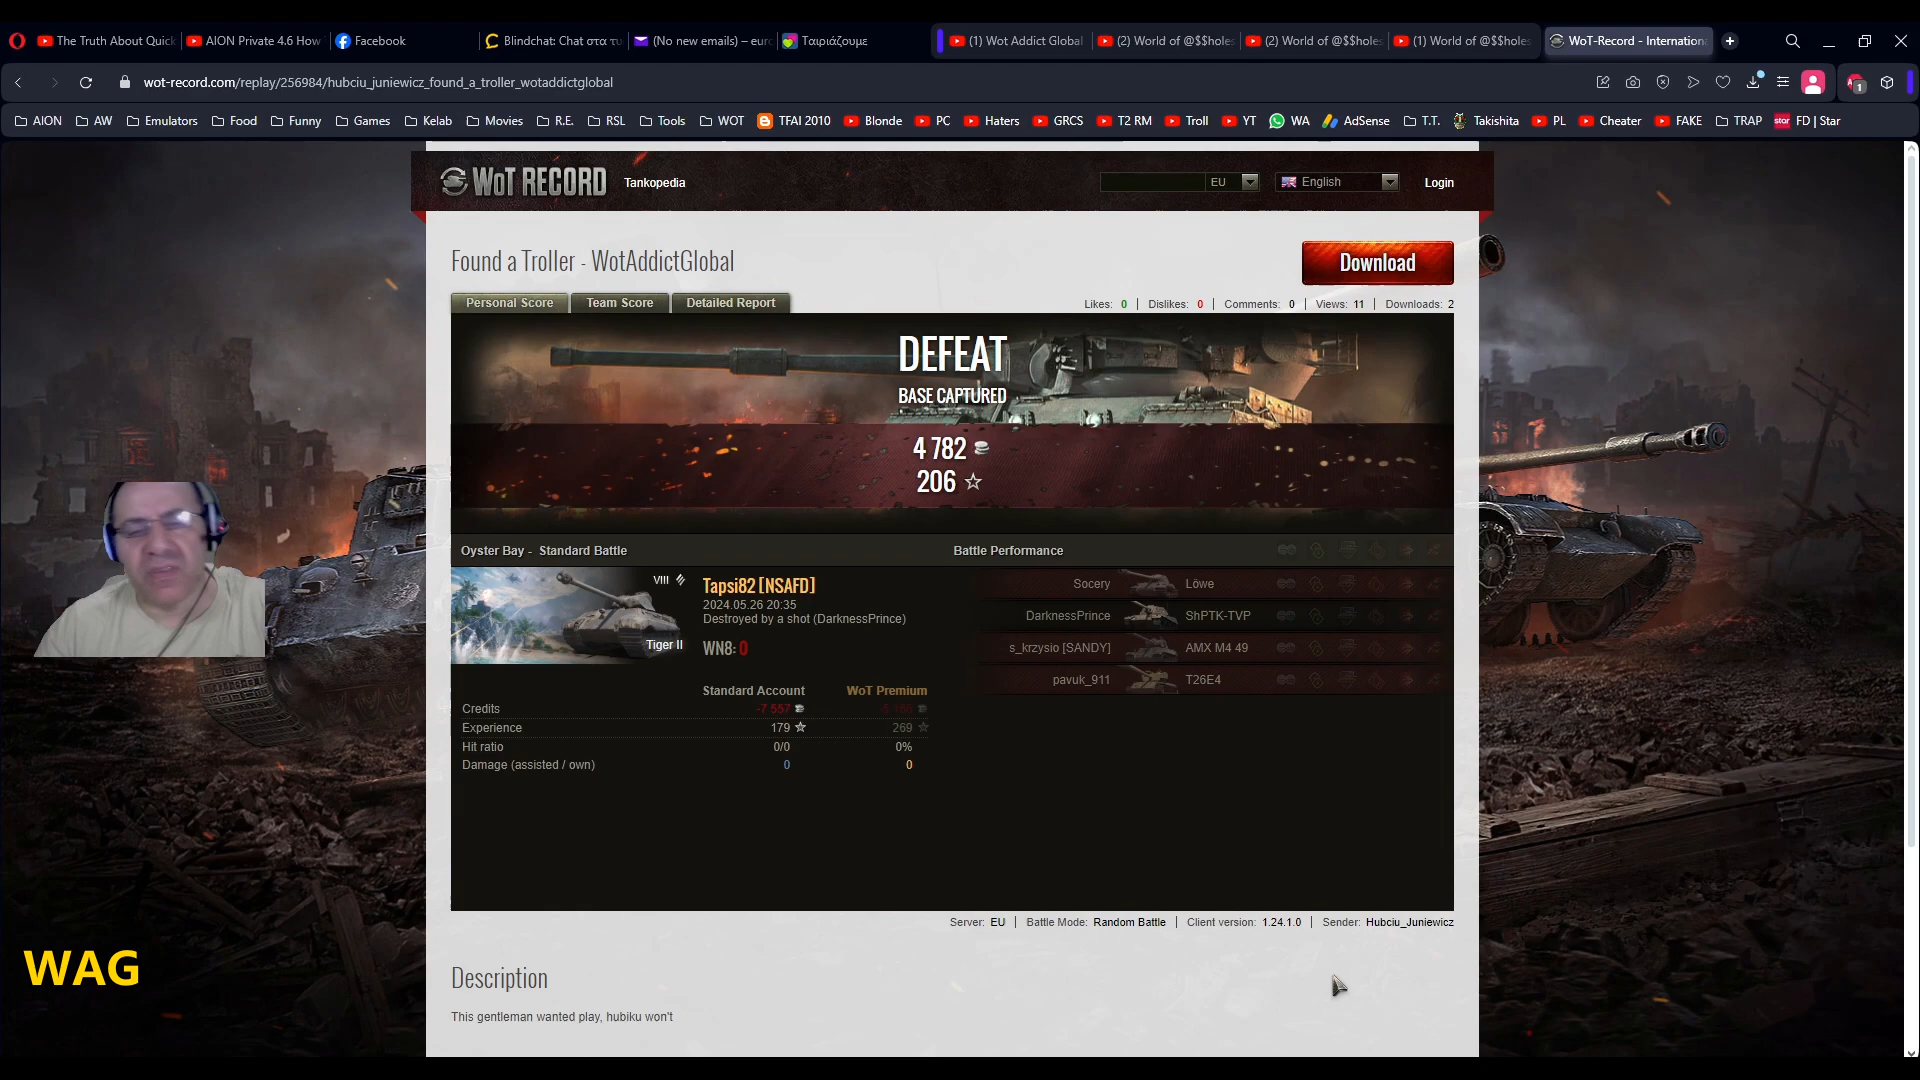 The Truth About Quick
AION Private 4.6 How
Facebook
Blindchat: Chat στα τυ
(No new emails) – euro
Ταιριάζουμε
(1) Wot Addict Global
(2) World of @$$holes
(2) World of @$$holes
(1) World of @$$holes
WoT-Record - Internation
wot-record.com/replay/256984/hubciu_juniewicz_found_a_troller_wotaddictglobal
1
AION AW Emulators Food Funny Games Kelab Movies R.E. RSL Tools WOT TFAI 2010 Blonde PC Haters GRCS T2 RM Troll YT WA AdSense T.T. Takishita PL Cheater FAKE TRAP star FD | Star
WoT RECORD
Tankopedia
EU
English
Login
Found a Troller - WotAddictGlobal
Download
Personal Score
Team Score
Detailed Report
Likes: 0 | Dislikes: 0 | Comments: 0 | Views: 11 | Downloads: 2
DEFEAT
BASE CAPTURED
4 782
206
Oyster Bay - Standard Battle
Battle Performance
VIII
Tiger II
Tapsi82 [NSAFD]
2024.05.26 20:35
Destroyed by a shot (DarknessPrince)
WN8: 0
Socery Löwe
DarknessPrince ShPTK-TVP
s_krzysio [SANDY] AMX M4 49
pavuk_911 T26E4
Standard Account WoT Premium
Credits -7 557
Experience 179 269
Hit ratio 0/0 0%
Damage (assisted / own) 0 0
Server: EU | Battle Mode: Random Battle | Client version: 1.24.1.0 | Sender: Hubciu_Juniewicz
WAG
Description
This gentleman wanted play, hubiku won't